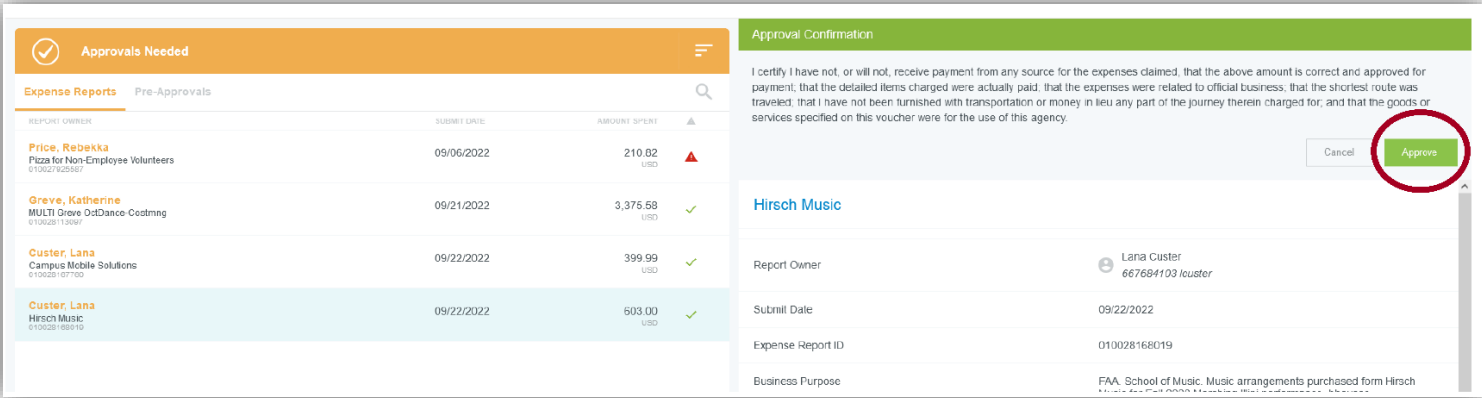 Approvals Needed
Expense Reports Pre-Approvals
REPORT OWNER SUBMIT DATE AMOUNT SPENT
Price, Rebekka 09/06/2022 210.82
Pizza for Non-Employee Volunteers USD
010027925587
Greve, Katherine 09/21/2022 3,375.58
MULTI Greve OctDance-Costmng USD
010028113097
Custer, Lana 09/22/2022 399.99
Campus Mobile Solutions USD
010028167760
Custer, Lana 09/22/2022 603.00
Hirsch Music USD
010028168019
Approval Confirmation
I certify I have not, or will not, receive payment from any source for the expenses claimed, that the above amount is correct and approved for
payment; that the detailed items charged were actually paid; that the expenses were related to official business; that the shortest route was
traveled; that I have not been furnished with transportation or money in lieu any part of the journey therein charged for; and that the goods or
services specified on this voucher were for the use of this agency.
Cancel Approve
Hirsch Music
Report Owner Lana Custer
667684103 lcuster
Submit Date 09/22/2022
Expense Report ID 010028168019
Business Purpose FAA. School of Music. Music arrangements purchased form Hirsch